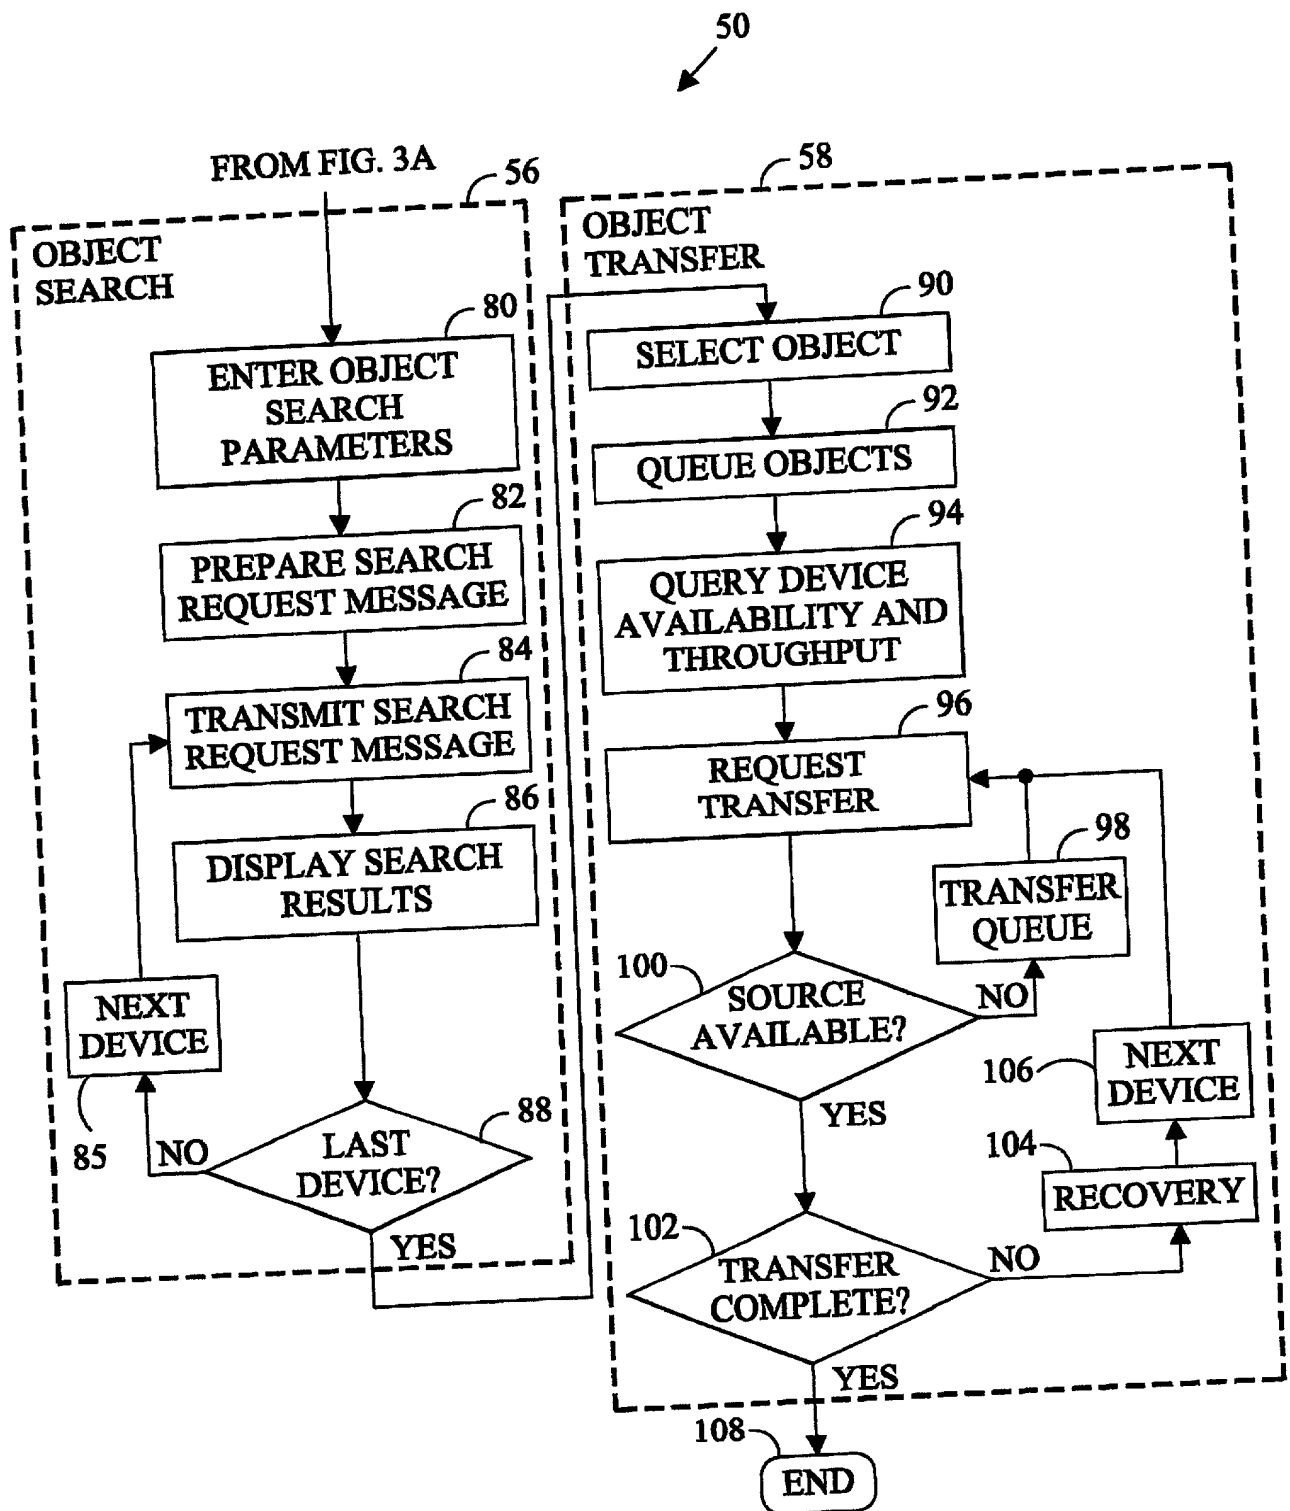 50
FROM FIG. 3A
56
OBJECT
SEARCH
80
ENTER OBJECT
SEARCH
PARAMETERS
82
PREPARE SEARCH
REQUEST MESSAGE
84
TRANSMIT SEARCH
REQUEST MESSAGE
86
DISPLAY SEARCH
RESULTS
NEXT
DEVICE
85
NO
88
LAST
DEVICE?
YES
58
OBJECT
TRANSFER
90
SELECT OBJECT
92
QUEUE OBJECTS
94
QUERY DEVICE
AVAILABILITY AND
THROUGHPUT
96
REQUEST
TRANSFER
98
TRANSFER
QUEUE
100
SOURCE
AVAILABLE?
NO
YES
106
NEXT
DEVICE
104
RECOVERY
102
TRANSFER
COMPLETE?
NO
YES
108
END